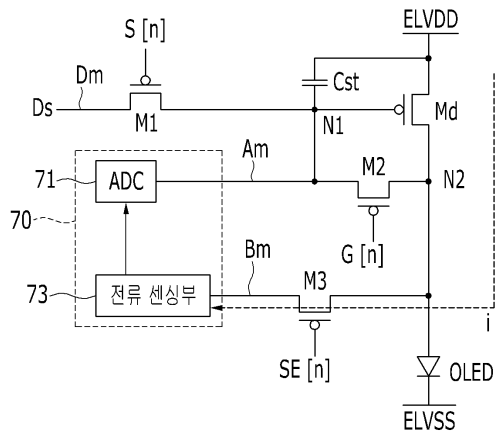 ELVDD
S [n]
Dm
Cst
Ds
M1
N1
Md
Am
M2
N2
71
ADC
70
G [n]
Bm
M3
73
전류 센싱부
i
SE [n]
OLED
ELVSS